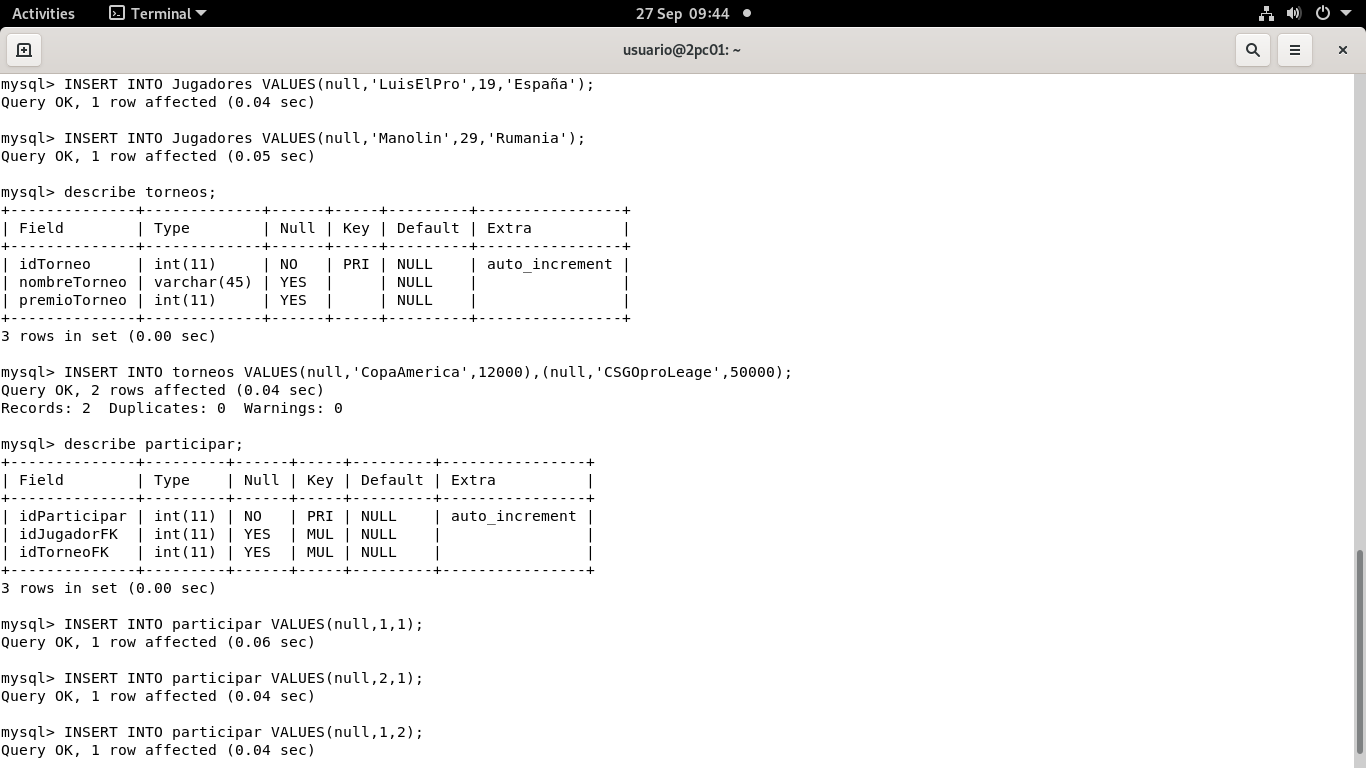 Activities Terminal 27 Sep 09:44
usuario@2pc01: ~
mysql> INSERT INTO Jugadores VALUES(null,'LuisElPro',19,'España');
Query OK, 1 row affected (0.04 sec)
mysql> INSERT INTO Jugadores VALUES(null,'Manolin',29,'Rumania');
Query OK, 1 row affected (0.05 sec)
mysql> describe torneos;
+--------------+-------------+------+-----+---------+----------------+
| Field        | Type        | Null | Key | Default | Extra          |
+--------------+-------------+------+-----+---------+----------------+
| idTorneo     | int(11)     | NO   | PRI | NULL    | auto_increment |
| nombreTorneo | varchar(45) | YES  |     | NULL    |                |
| premioTorneo | int(11)     | YES  |     | NULL    |                |
+--------------+-------------+------+-----+---------+----------------+
3 rows in set (0.00 sec)
mysql> INSERT INTO torneos VALUES(null,'CopaAmerica',12000),(null,'CSGOproLeage',50000);
Query OK, 2 rows affected (0.04 sec)
Records: 2  Duplicates: 0  Warnings: 0
mysql> describe participar;
+--------------+---------+------+-----+---------+----------------+
| Field        | Type    | Null | Key | Default | Extra          |
+--------------+---------+------+-----+---------+----------------+
| idParticipar | int(11) | NO   | PRI | NULL    | auto_increment |
| idJugadorFK  | int(11) | YES  | MUL | NULL    |                |
| idTorneoFK   | int(11) | YES  | MUL | NULL    |                |
+--------------+---------+------+-----+---------+----------------+
3 rows in set (0.00 sec)
mysql> INSERT INTO participar VALUES(null,1,1);
Query OK, 1 row affected (0.06 sec)
mysql> INSERT INTO participar VALUES(null,2,1);
Query OK, 1 row affected (0.04 sec)
mysql> INSERT INTO participar VALUES(null,1,2);
Query OK, 1 row affected (0.04 sec)